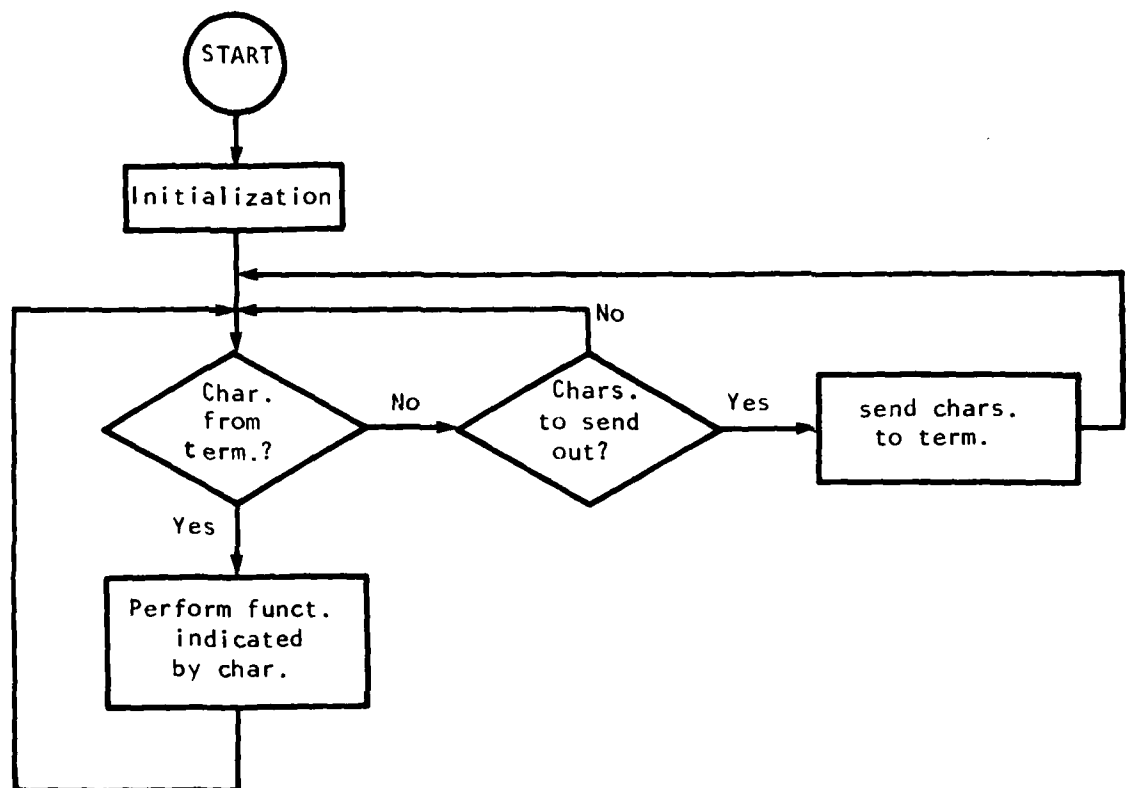 START
Initialization
No
Char.
from
term.?
No
Chars.
to send
out?
Yes
send chars.
to term.
Yes
Perform funct.
indicated
by char.